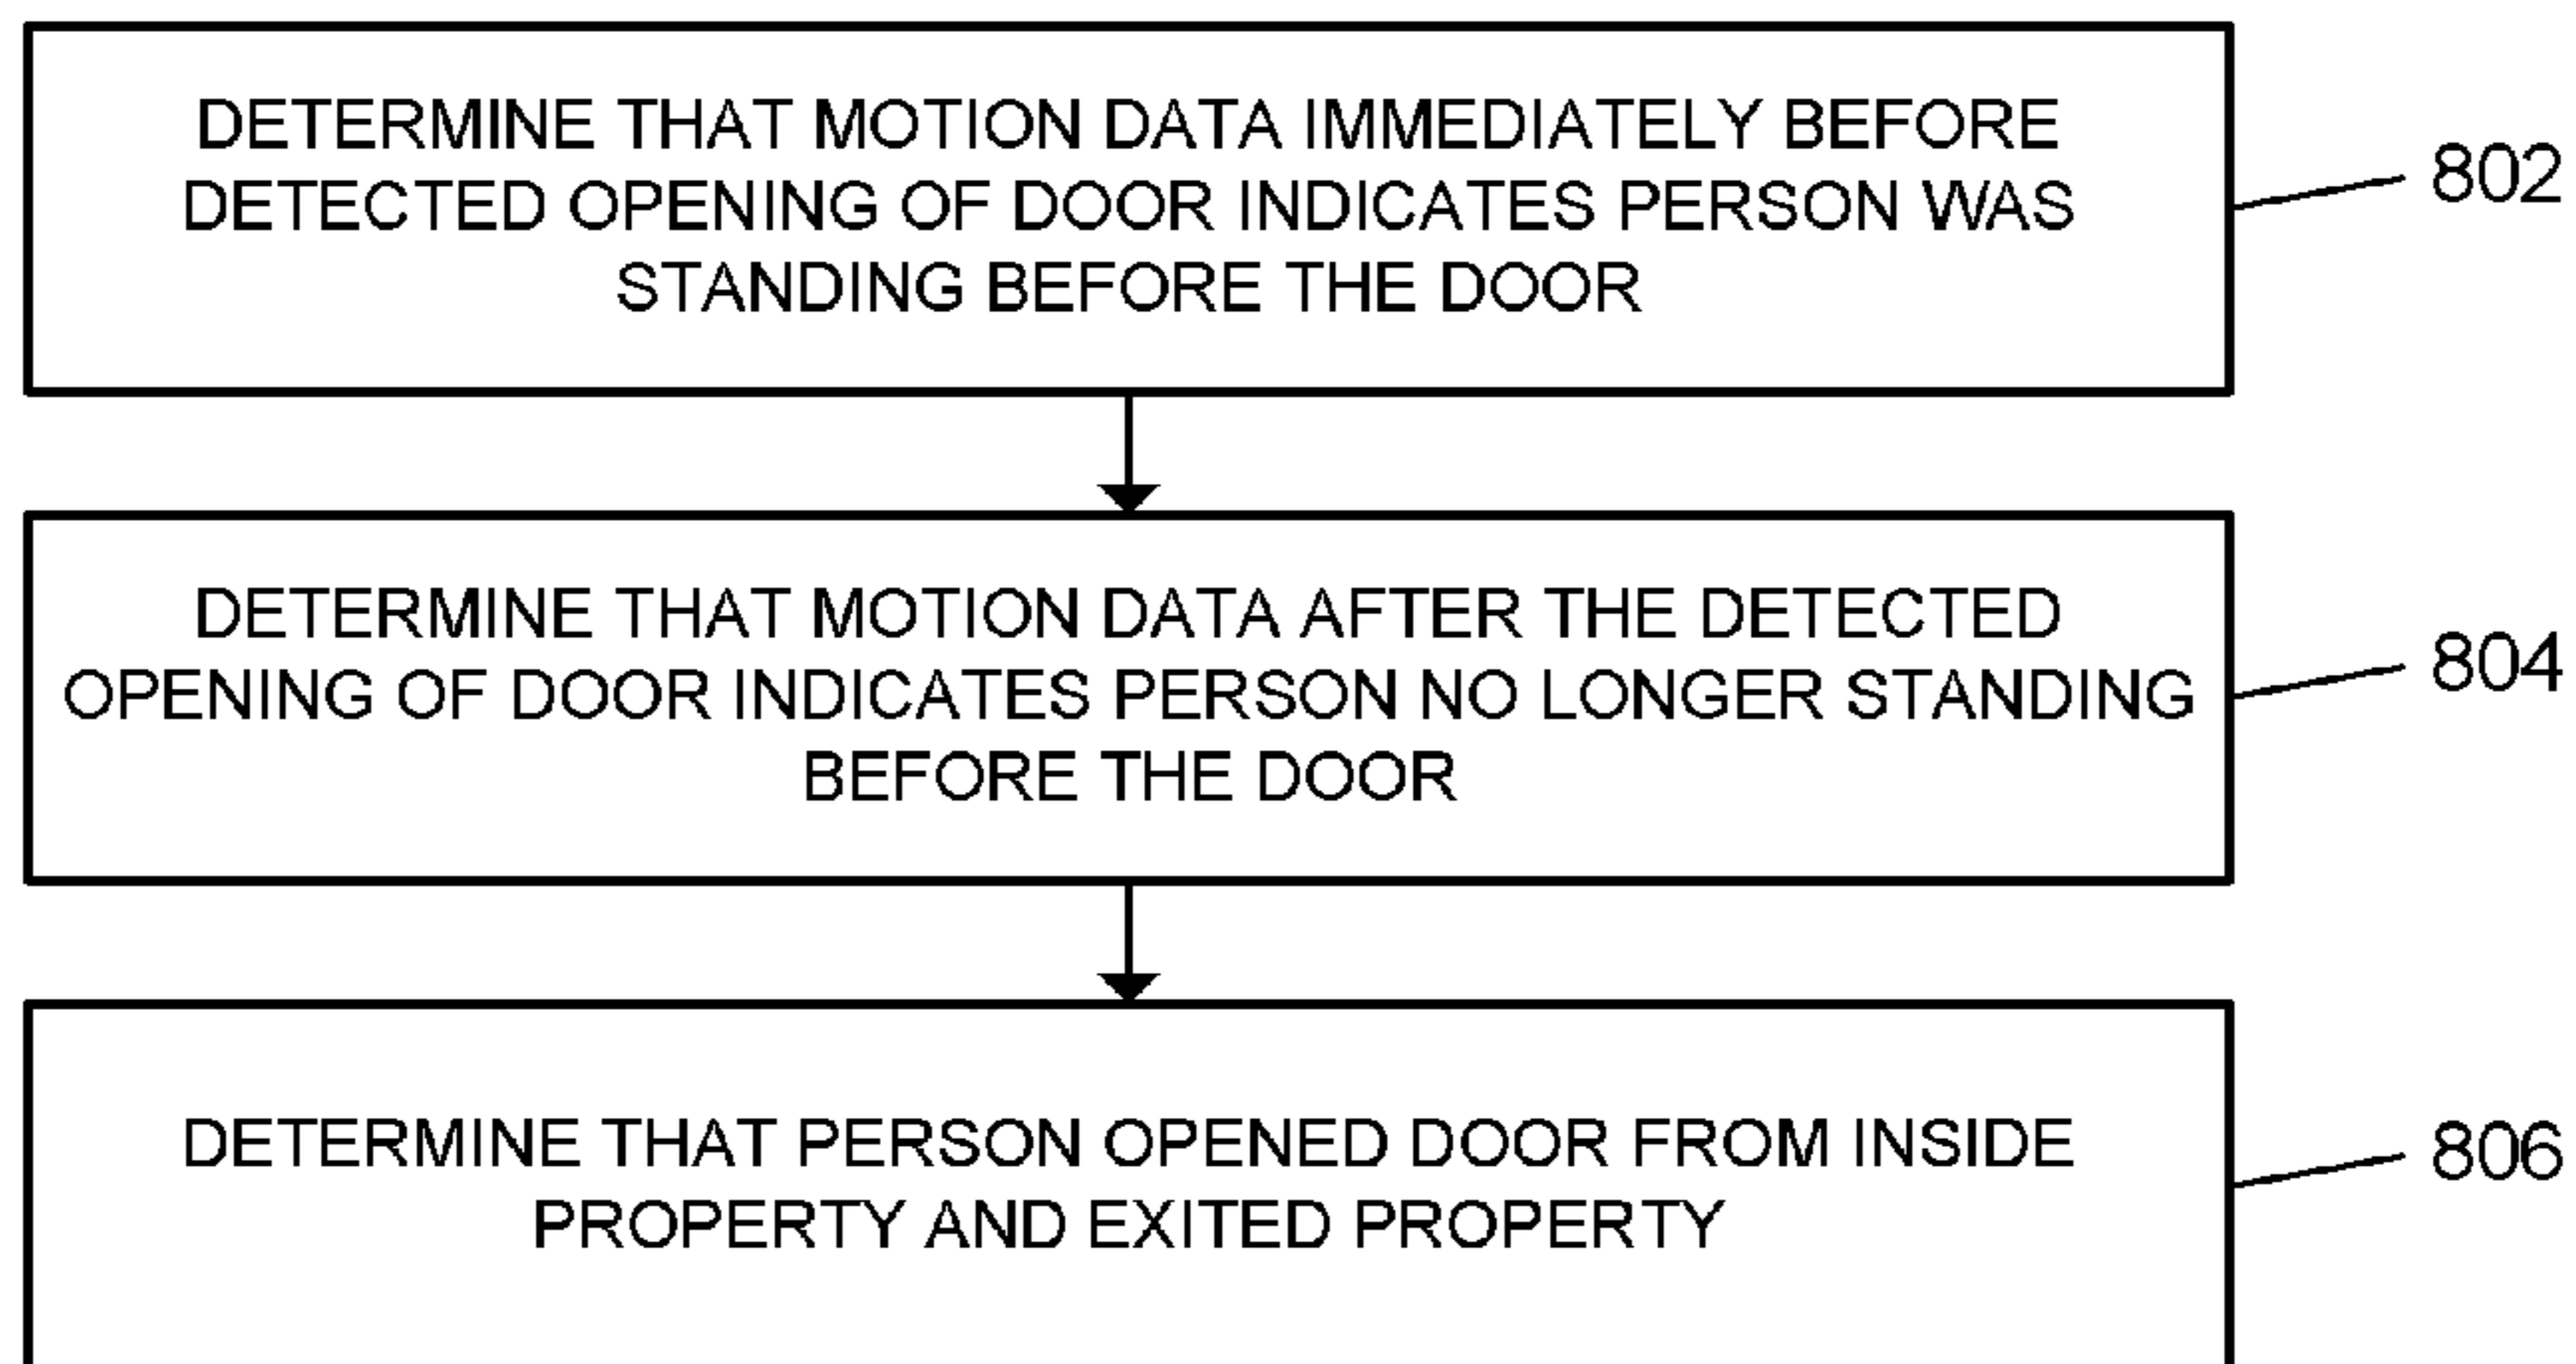 DETERMINE THAT MOTION DATA IMMEDIATELY BEFORE
DETECTED OPENING OF DOOR INDICATES PERSON WAS
STANDING BEFORE THE DOOR
802
DETERMINE THAT MOTION DATA AFTER THE DETECTED
OPENING OF DOOR INDICATES PERSON NO LONGER STANDING
BEFORE THE DOOR
804
DETERMINE THAT PERSON OPENED DOOR FROM INSIDE
PROPERTY AND EXITED PROPERTY
806